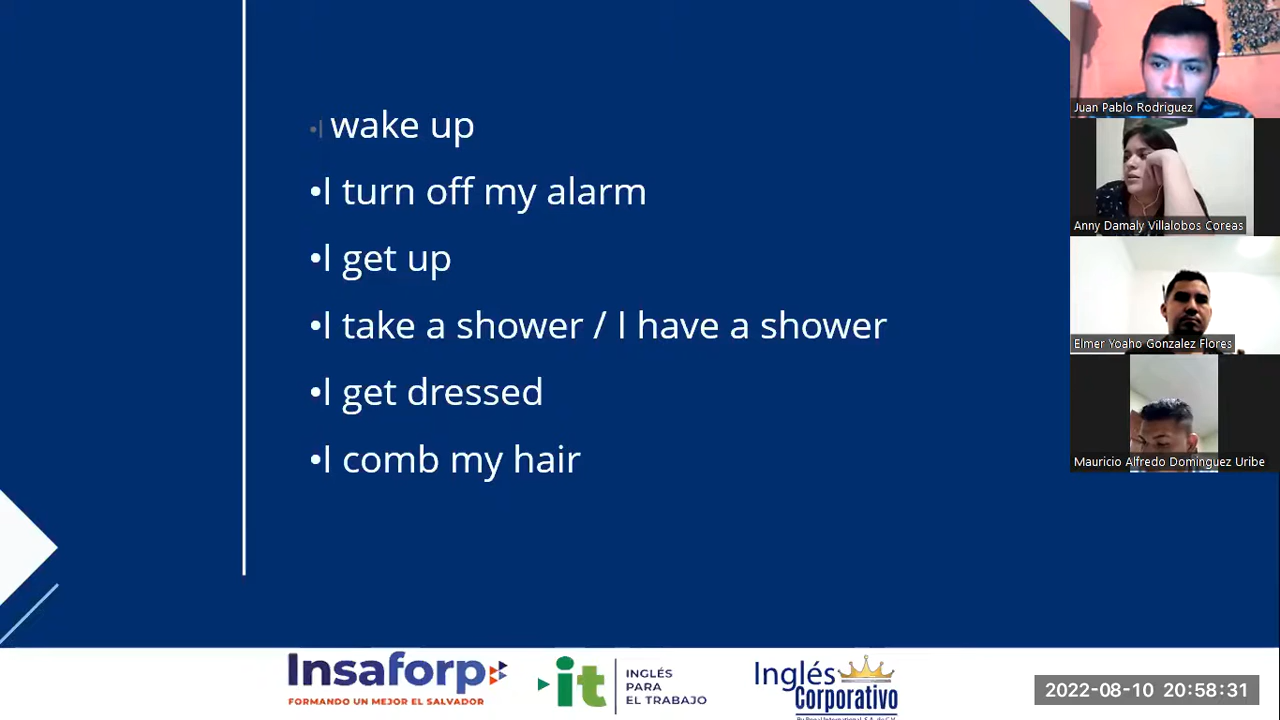 •I wake up
•I turn off my alarm
•I get up
•I take a shower / I have a shower
•I get dressed
•I comb my hair
Juan Pablo Rodriguez
Anny Damaly Villalobos Coreas
Elmer Yoaho Gonzalez Flores
Mauricio Alfredo Dominguez Uribe
Insaforp
FORMANDO UN MEJOR EL SALVADOR
it
INGLÉS
PARA
EL TRABAJO
Inglés
Corporativo
2022-08-10 20:58:31